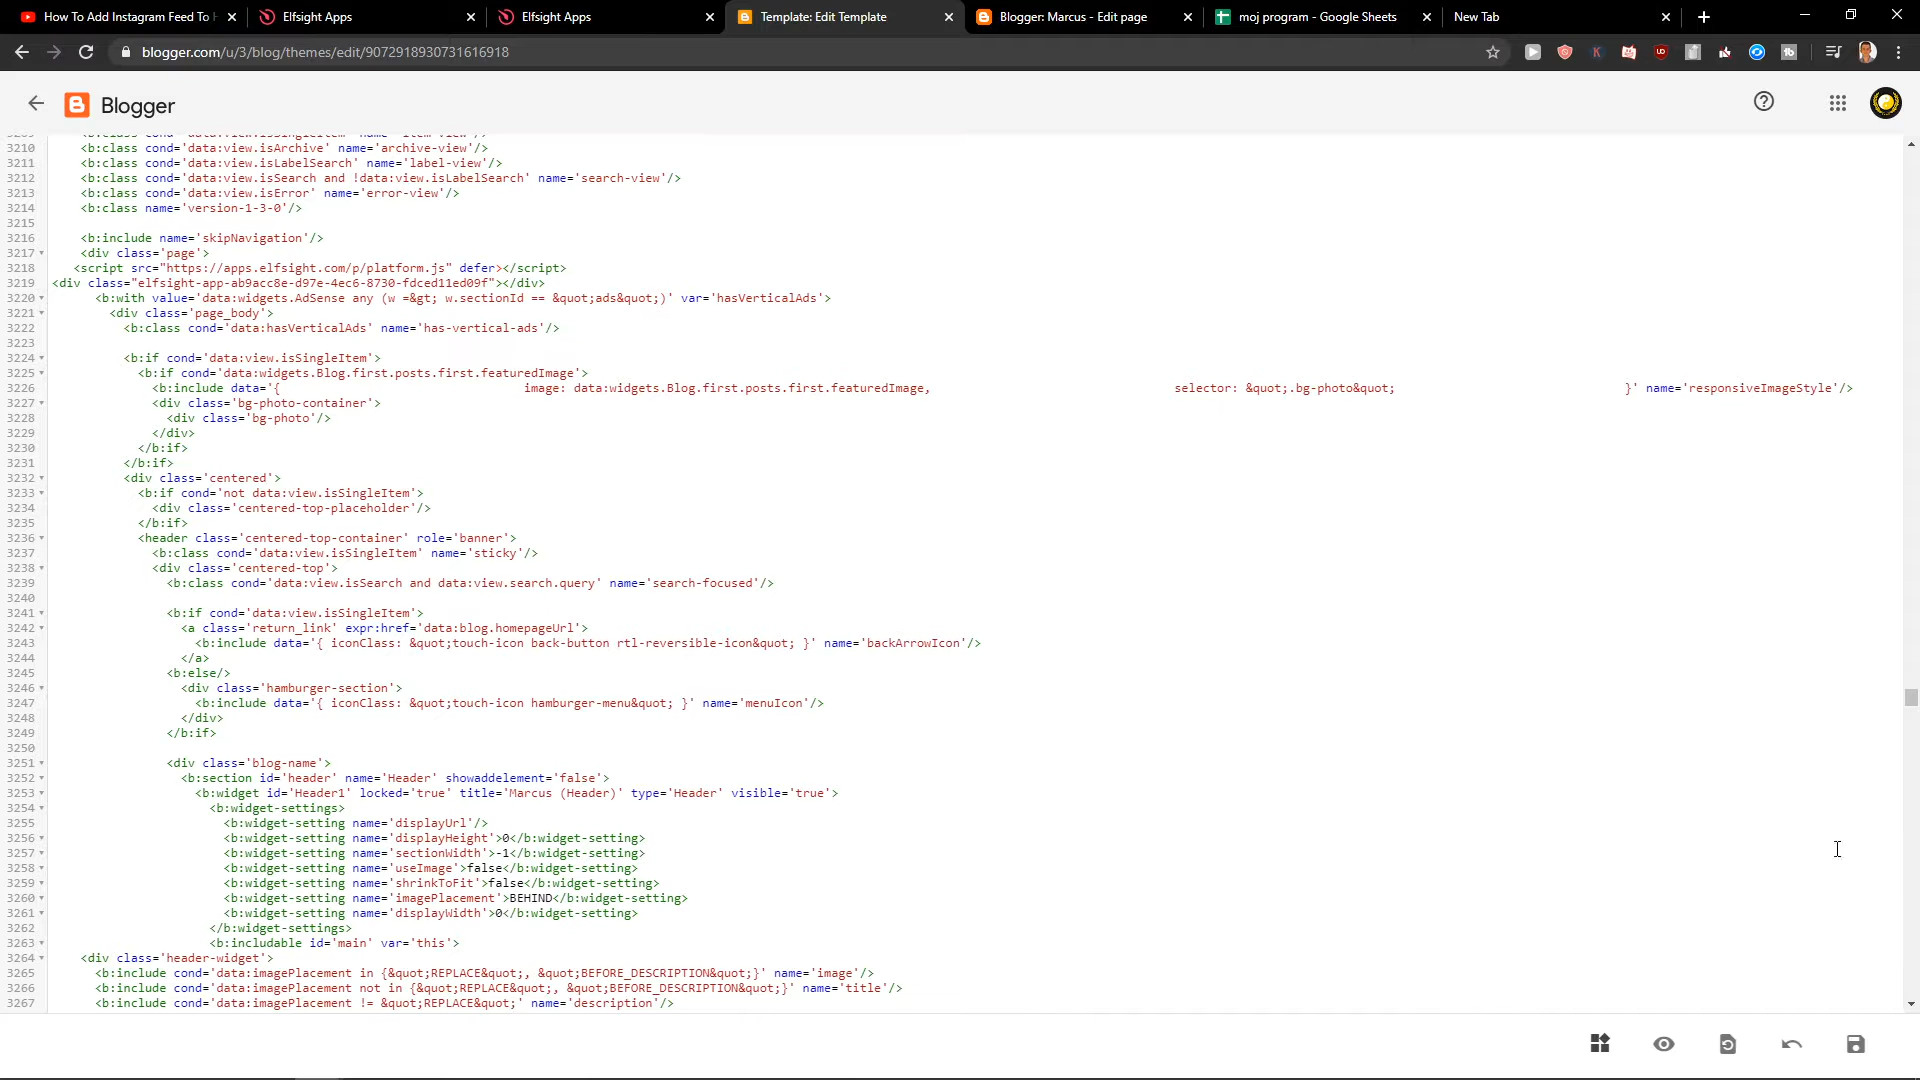 How To Add Instagram Feed To H
Elfsight Apps
Elfsight Apps
Template: Edit Template
Blogger: Marcus - Edit page
moj program - Google Sheets
New Tab
blogger.com/u/3/blog/themes/edit/9072918930731616918
Blogger
3209 <b:class cond='data:view.isSingleItem' name='item-view'/>
3210 <b:class cond='data:view.isArchive' name='archive-view'/>
3211 <b:class cond='data:view.isLabelSearch' name='label-view'/>
3212 <b:class cond='data:view.isSearch and !data:view.isLabelSearch' name='search-view'/>
3213 <b:class cond='data:view.isError' name='error-view'/>
3214 <b:class name='version-1-3-0'/>
3215
3216 <b:include name='skipNavigation'/>
3217 <div class='page'>
3218 <script src="https://apps.elfsight.com/p/platform.js" defer></script>
3219 <div class="elfsight-app-ab9acc8e-d97e-4ec6-8730-fdced11ed09f"></div>
3220 <b:with value='data:widgets.AdSense any (w =&gt; w.sectionId == &quot;ads&quot;)' var='hasVerticalAds'>
3221 <div class='page_body'>
3222 <b:class cond='data:hasVerticalAds' name='has-vertical-ads'/>
3223
3224 <b:if cond='data:view.isSingleItem'>
3225 <b:if cond='data:widgets.Blog.first.posts.first.featuredImage'>
3226 <b:include data='{ image: data:widgets.Blog.first.posts.first.featuredImage, selector: &quot;.bg-photo&quot; }' name='responsiveImageStyle'/>
3227 <div class='bg-photo-container'>
3228 <div class='bg-photo'/>
3229 </div>
3230 </b:if>
3231 </b:if>
3232 <div class='centered'>
3233 <b:if cond='not data:view.isSingleItem'>
3234 <div class='centered-top-placeholder'/>
3235 </b:if>
3236 <header class='centered-top-container' role='banner'>
3237 <b:class cond='data:view.isSingleItem' name='sticky'/>
3238 <div class='centered-top'>
3239 <b:class cond='data:view.isSearch and data:view.search.query' name='search-focused'/>
3240
3241 <b:if cond='data:view.isSingleItem'>
3242 <a class='return_link' expr:href='data:blog.homepageUrl'>
3243 <b:include data='{ iconClass: &quot;touch-icon back-button rtl-reversible-icon&quot; }' name='backArrowIcon'/>
3244 </a>
3245 <b:else/>
3246 <div class='hamburger-section'>
3247 <b:include data='{ iconClass: &quot;touch-icon hamburger-menu&quot; }' name='menuIcon'/>
3248 </div>
3249 </b:if>
3250
3251 <div class='blog-name'>
3252 <b:section id='header' name='Header' showaddelement='false'>
3253 <b:widget id='Header1' locked='true' title='Marcus (Header)' type='Header' visible='true'>
3254 <b:widget-settings>
3255 <b:widget-setting name='displayUrl'/>
3256 <b:widget-setting name='displayHeight'>0</b:widget-setting>
3257 <b:widget-setting name='sectionWidth'>-1</b:widget-setting>
3258 <b:widget-setting name='useImage'>false</b:widget-setting>
3259 <b:widget-setting name='shrinkToFit'>false</b:widget-setting>
3260 <b:widget-setting name='imagePlacement'>BEHIND</b:widget-setting>
3261 <b:widget-setting name='displayWidth'>0</b:widget-setting>
3262 </b:widget-settings>
3263 <b:includable id='main' var='this'>
3264 <div class='header-widget'>
3265 <b:include cond='data:imagePlacement in {&quot;REPLACE&quot;, &quot;BEFORE_DESCRIPTION&quot;}' name='image'/>
3266 <b:include cond='data:imagePlacement not in {&quot;REPLACE&quot;, &quot;BEFORE_DESCRIPTION&quot;}' name='title'/>
3267 <b:include cond='data:imagePlacement != &quot;REPLACE&quot;' name='description'/>